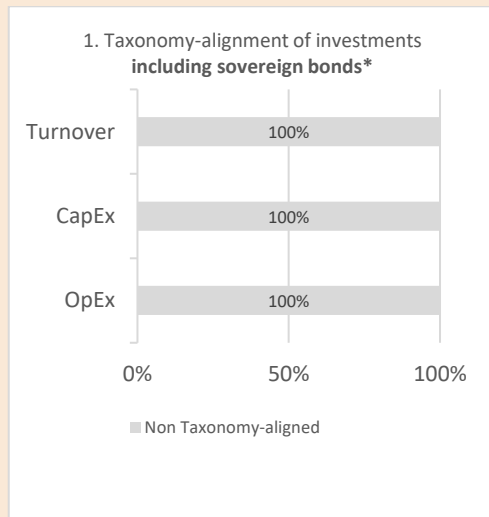 1. Taxonomy-alignment of investments
including sovereign bonds*
Turnover
100%
CapEx
100%
OpEx
100%
0% 50% 100%
Non Taxonomy-aligned